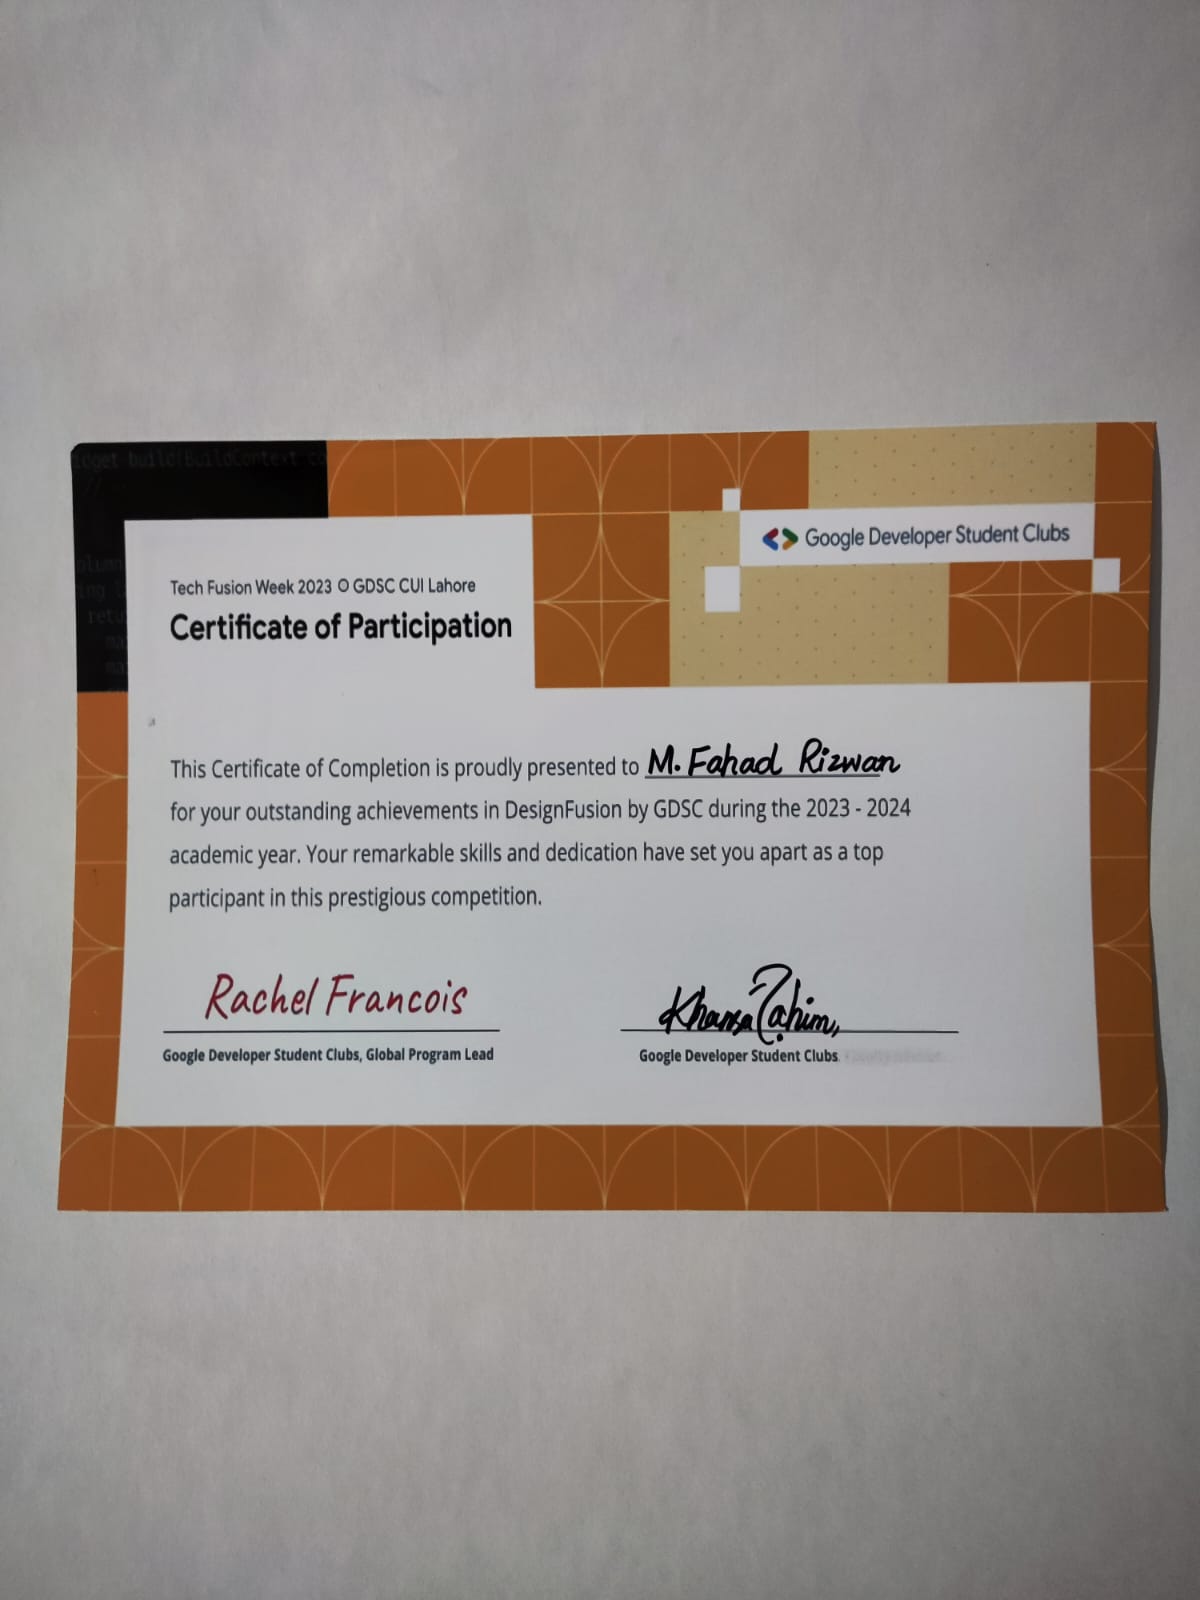 idget build(BuildContext co
//
Google Developer Student Clubs
Tech Fusion Week 2023 O GDSC CUI Lahore
Certificate of Participation
This Certificate of Completion is proudly presented to M. Fahad Rizwan
for your outstanding achievements in DesignFusion by GDSC during the 2023 - 2024
academic year. Your remarkable skills and dedication have set you apart as a top
participant in this prestigious competition.
Rachel Francois
Google Developer Student Clubs, Global Program Lead
Khansa Fahim,
Google Developer Student Clubs